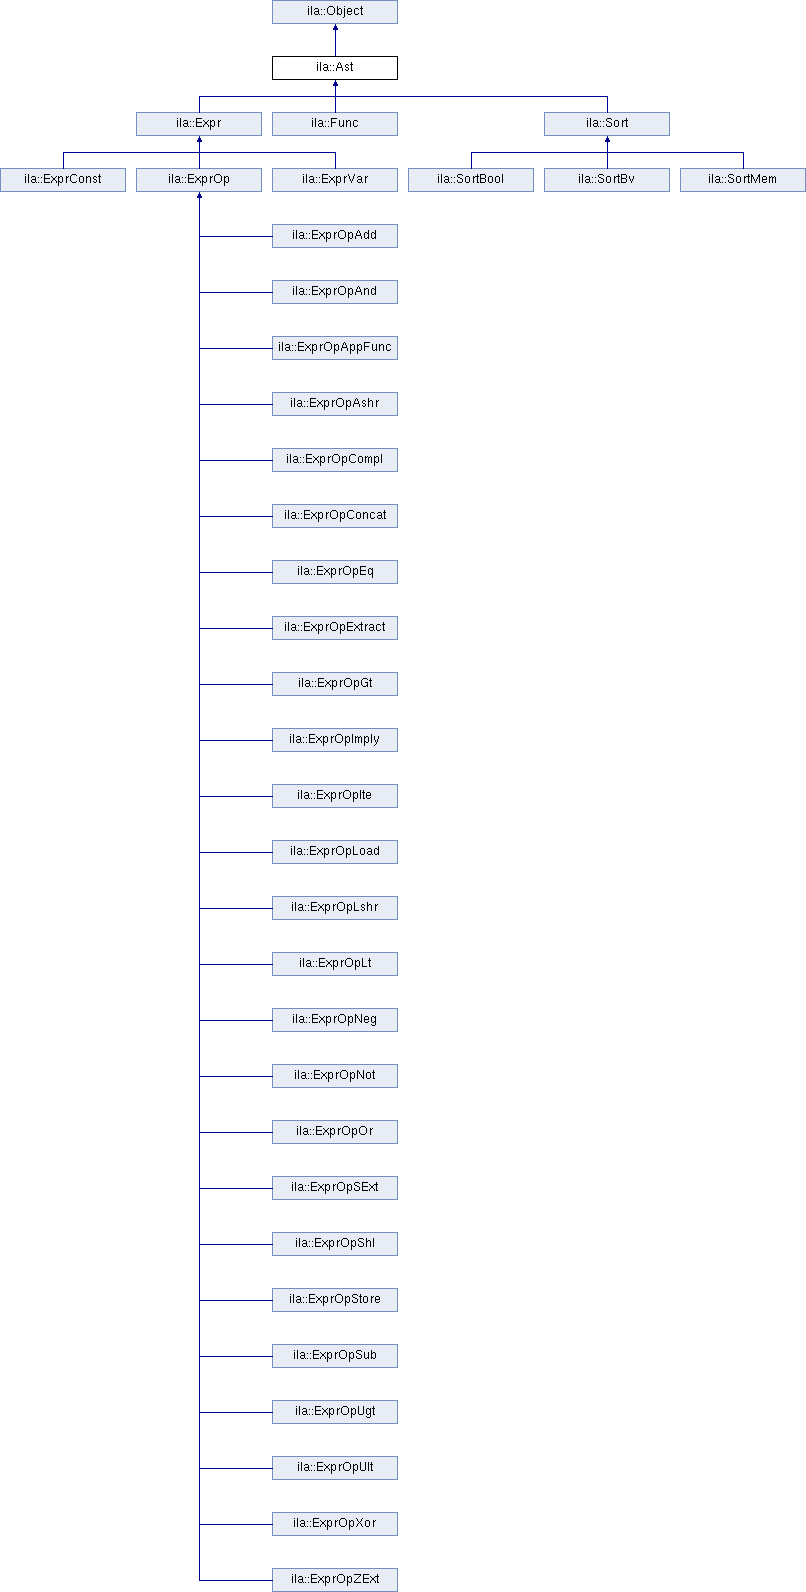 ila::Object
ila::Ast
ila::Expr
ila::Func
ila::Sort
ila::ExprConst
ila::ExprOp
ila::ExprVar
ila::SortBool
ila::SortBv
ila::SortMem
ila::ExprOpAdd
ila::ExprOpAnd
ila::ExprOpAppFunc
ila::ExprOpAshr
ila::ExprOpCompl
ila::ExprOpConcat
ila::ExprOpEq
ila::ExprOpExtract
ila::ExprOpGt
ila::ExprOpImply
ila::ExprOpIte
ila::ExprOpLoad
ila::ExprOpLshr
ila::ExprOpLt
ila::ExprOpNeg
ila::ExprOpNot
ila::ExprOpOr
ila::ExprOpSExt
ila::ExprOpShl
ila::ExprOpStore
ila::ExprOpSub
ila::ExprOpUgt
ila::ExprOpUlt
ila::ExprOpXor
ila::ExprOpZExt